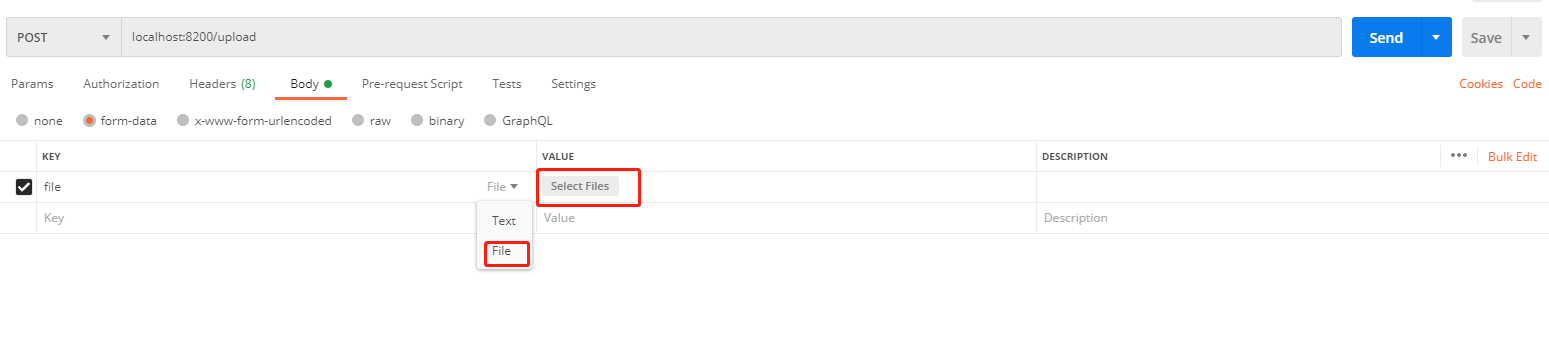 POST localhost:8200/upload Send Save
Params Authorization Headers (8) Body Pre-request Script Tests Settings Cookies Code
none form-data x-www-form-urlencoded raw binary GraphQL
KEY VALUE DESCRIPTION ••• Bulk Edit
file File Select Files
Key Value Description
Text
File